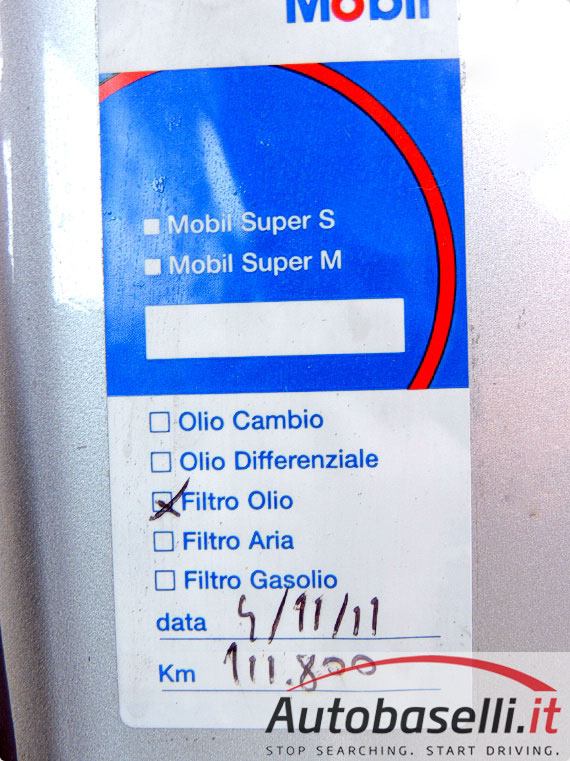 Mobil
Mobil Super S
Mobil Super M
Olio Cambio
Olio Differenziale
Filtro Olio
Filtro Aria
Filtro Gasolio
data 4/11/11
Km 111.800
Autobaselli.it
STOP SEARCHING. START DRIVING.